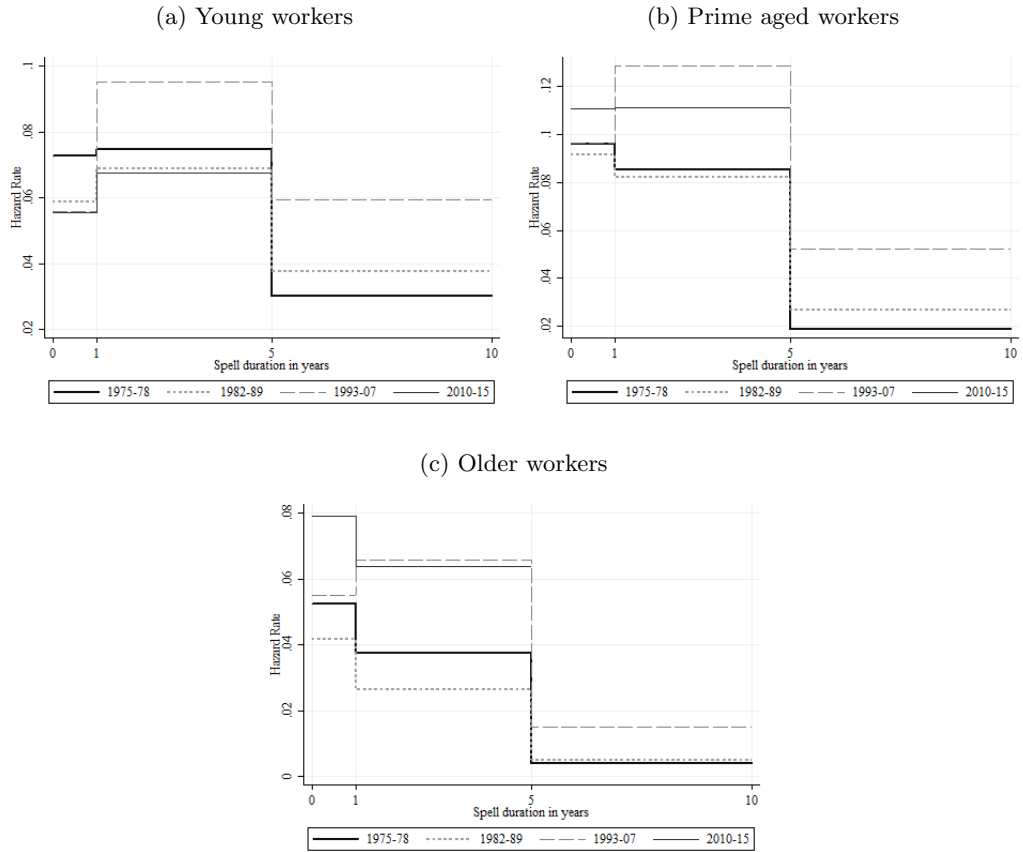 (a) Young workers
Hazard Rate
.1
.08
.06
.04
.02
0 1 5 10
Spell duration in years
1975-78 1982-89 1993-07 2010-15
(b) Prime aged workers
Hazard Rate
.12
.1
.08
.06
.04
.02
0 1 5 10
Spell duration in years
1975-78 1982-89 1993-07 2010-15
(c) Older workers
Hazard Rate
.08
.06
.04
.02
0
0 1 5 10
Spell duration in years
1975-78 1982-89 1993-07 2010-15